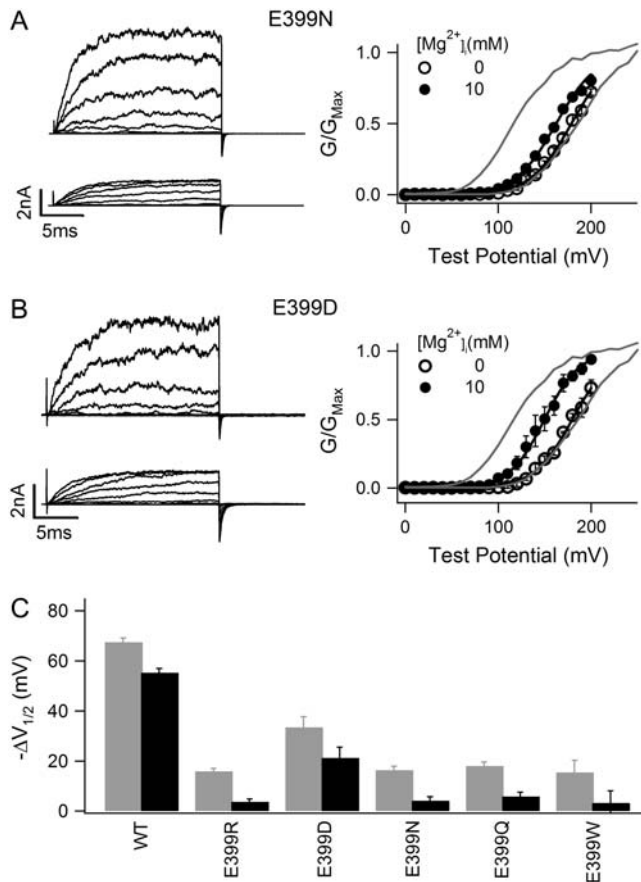 A
E399N
2nA
5ms
[Mg²⁺]ᵢ(mM)
0
10
G/G_Max
1.0
0.5
0.0
0 100 200
Test Potential (mV)
B
E399D
2nA
5ms
[Mg²⁺]ᵢ(mM)
0
10
G/G_Max
1.0
0.5
0.0
0 100 200
Test Potential (mV)
C
-ΔV₁/₂ (mV)
80
60
40
20
0
WT E399R E399D E399N E399Q E399W